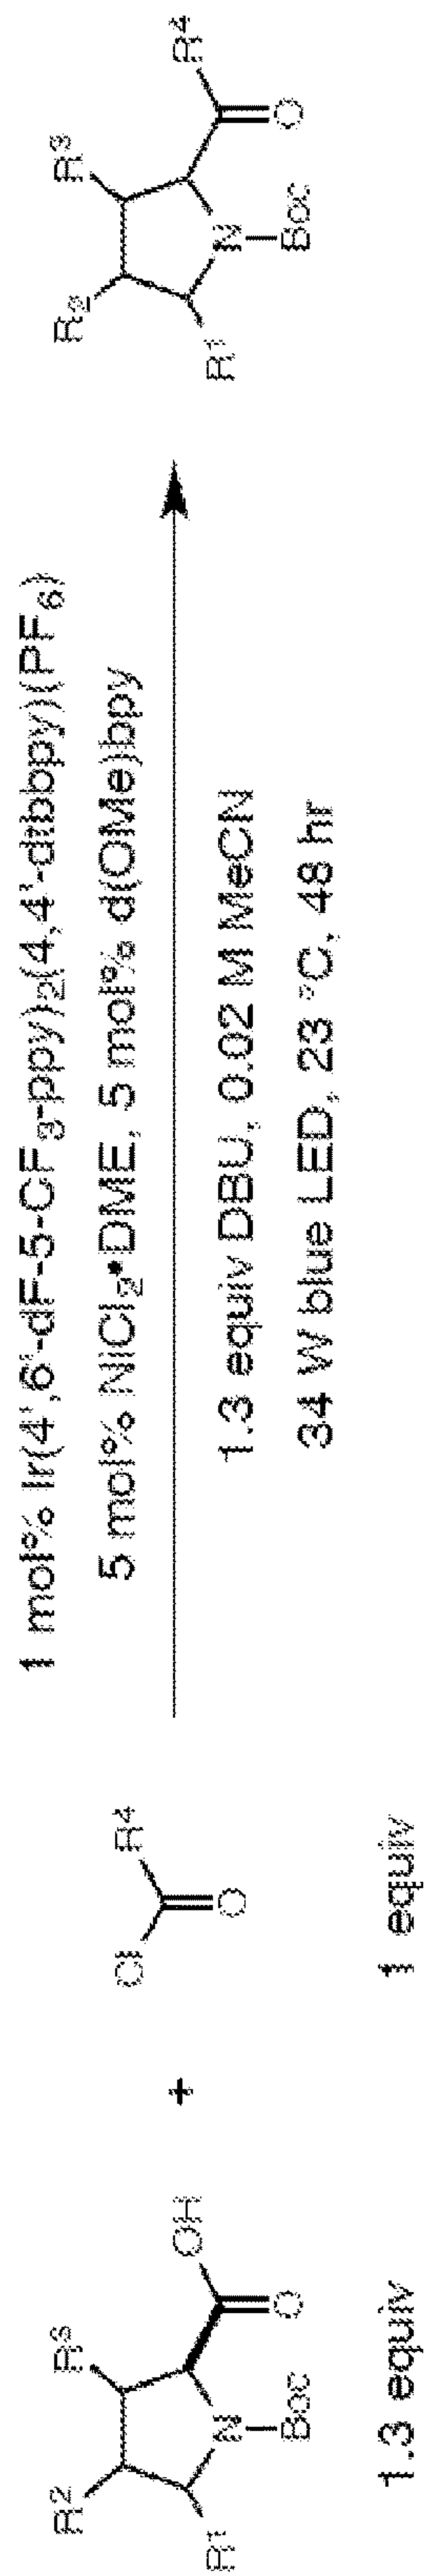 R²
R³
OH
O
N
Boc
R¹
1.3 equiv
+
Cl
R⁴
O
1 equiv
1 mol% Ir(4',6'-dF-5-CF₃-ppy)₂(4,4'-dtbbpy)(PF₆)
5 mol% NiCl₂*DME, 5 mol% d(OMe)bpy
1.3 equiv DBU, 0.02 M MeCN
34 W blue LED, 23 °C, 48 hr
R₂
R³
R⁴
O
N
Boc
R¹